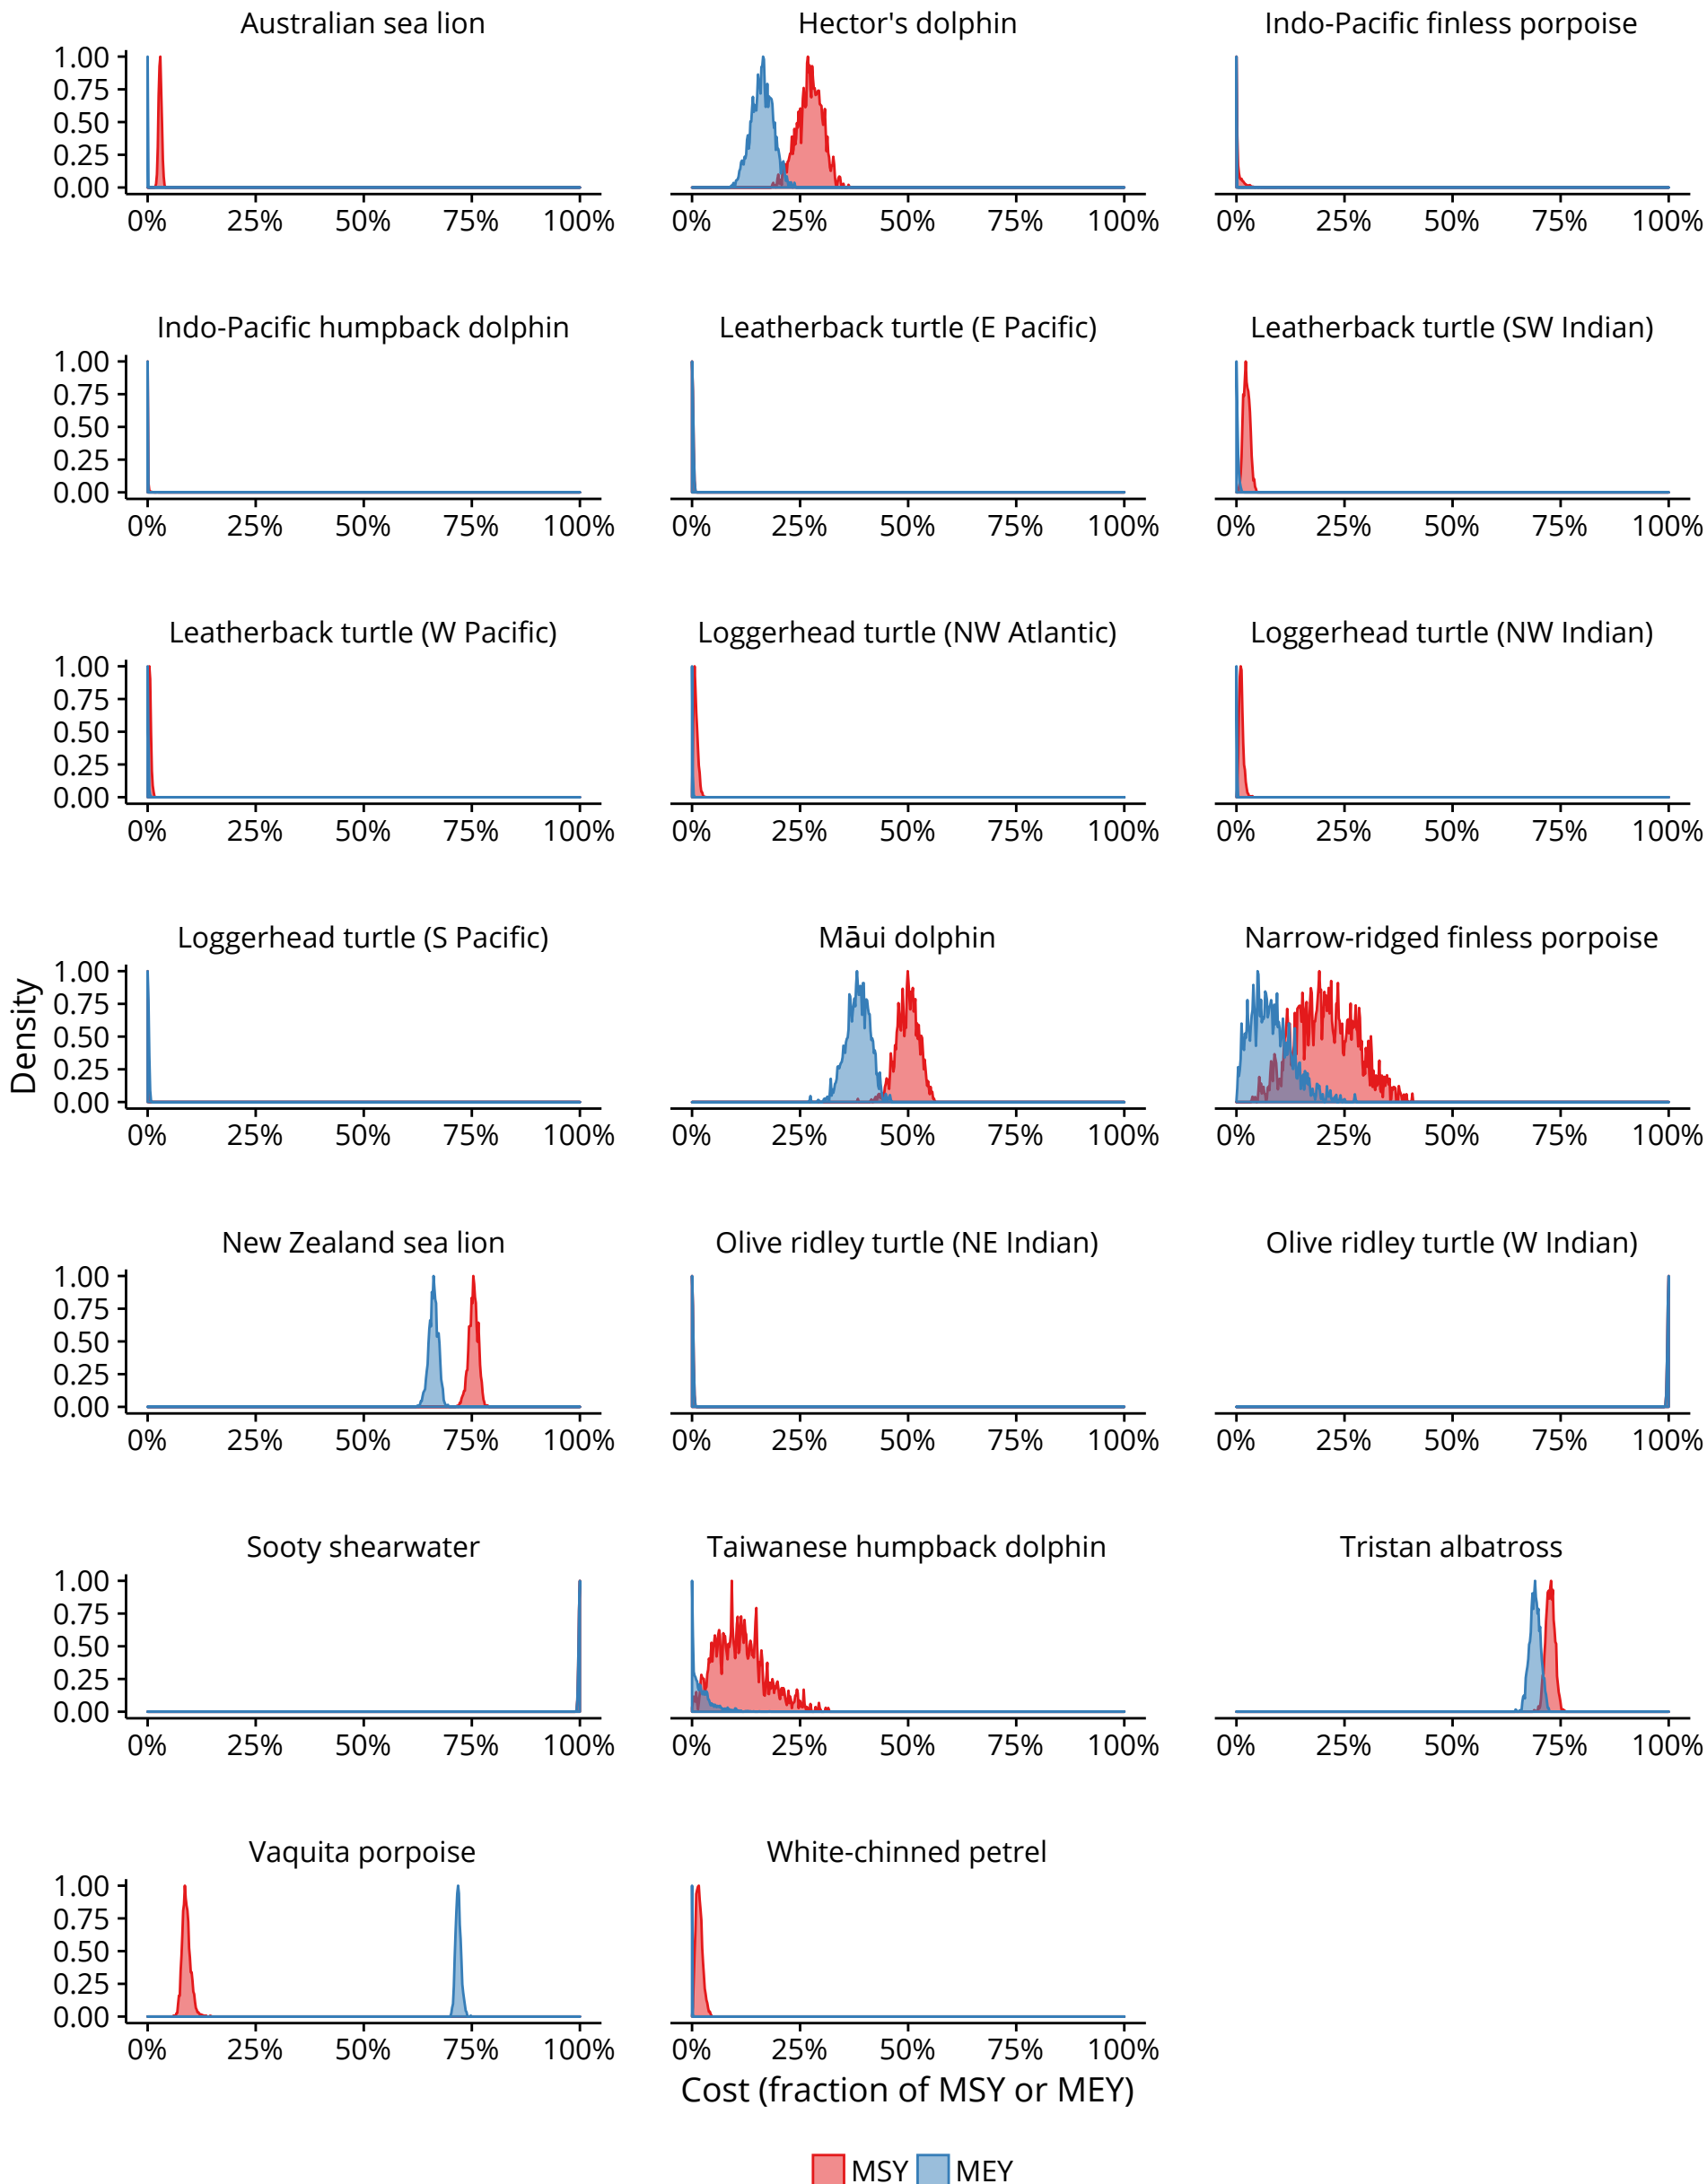 Australian sea lion Hector's dolphin Indo-Pacific finless porpoise
1.00
0.75
0.50
0.25
0.00
0% 25% 50% 75% 100% 0% 25% 50% 75% 100% 0% 25% 50% 75% 100%
Indo-Pacific humpback dolphin Leatherback turtle (E Pacific) Leatherback turtle (SW Indian)
1.00
0.75
0.50
0.25
0.00
0% 25% 50% 75% 100% 0% 25% 50% 75% 100% 0% 25% 50% 75% 100%
Leatherback turtle (W Pacific) Loggerhead turtle (NW Atlantic) Loggerhead turtle (NW Indian)
1.00
0.75
0.50
0.25
0.00
0% 25% 50% 75% 100% 0% 25% 50% 75% 100% 0% 25% 50% 75% 100%
Loggerhead turtle (S Pacific) Māui dolphin Narrow-ridged finless porpoise
Density
1.00
0.75
0.50
0.25
0.00
0% 25% 50% 75% 100% 0% 25% 50% 75% 100% 0% 25% 50% 75% 100%
New Zealand sea lion Olive ridley turtle (NE Indian) Olive ridley turtle (W Indian)
1.00
0.75
0.50
0.25
0.00
0% 25% 50% 75% 100% 0% 25% 50% 75% 100% 0% 25% 50% 75% 100%
Sooty shearwater Taiwanese humpback dolphin Tristan albatross
1.00
0.75
0.50
0.25
0.00
0% 25% 50% 75% 100% 0% 25% 50% 75% 100% 0% 25% 50% 75% 100%
Vaquita porpoise White-chinned petrel
1.00
0.75
0.50
0.25
0.00
0% 25% 50% 75% 100% 0% 25% 50% 75% 100%
Cost (fraction of MSY or MEY)
MSY MEY